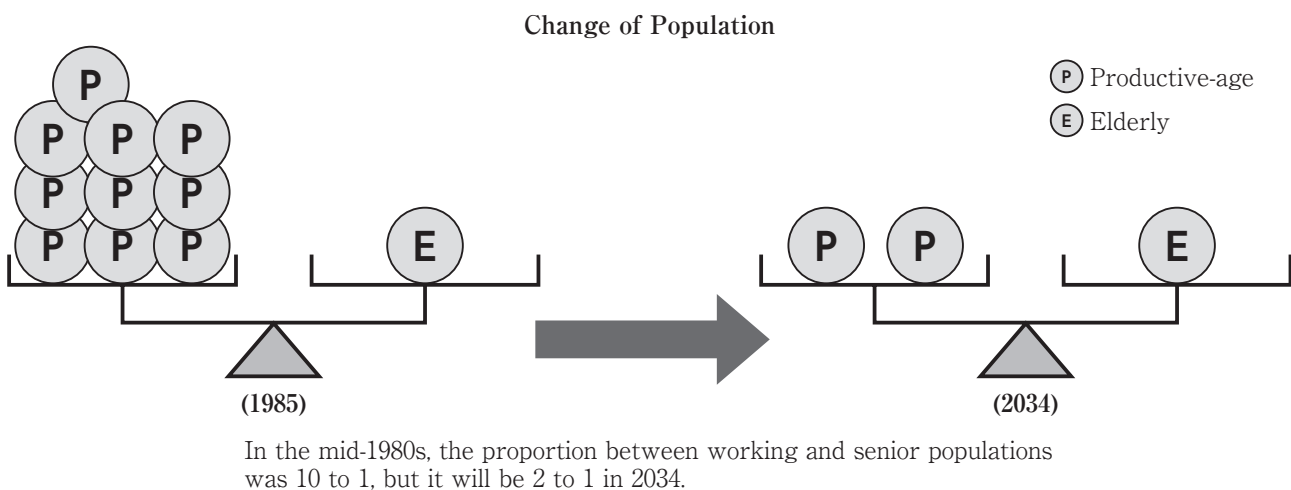 Change of Population
P Productive-age
E Elderly
P
P P P
P P P
P P P
E
P P
E
(1985)
(2034)
In the mid-1980s, the proportion between working and senior populations
was 10 to 1, but it will be 2 to 1 in 2034.